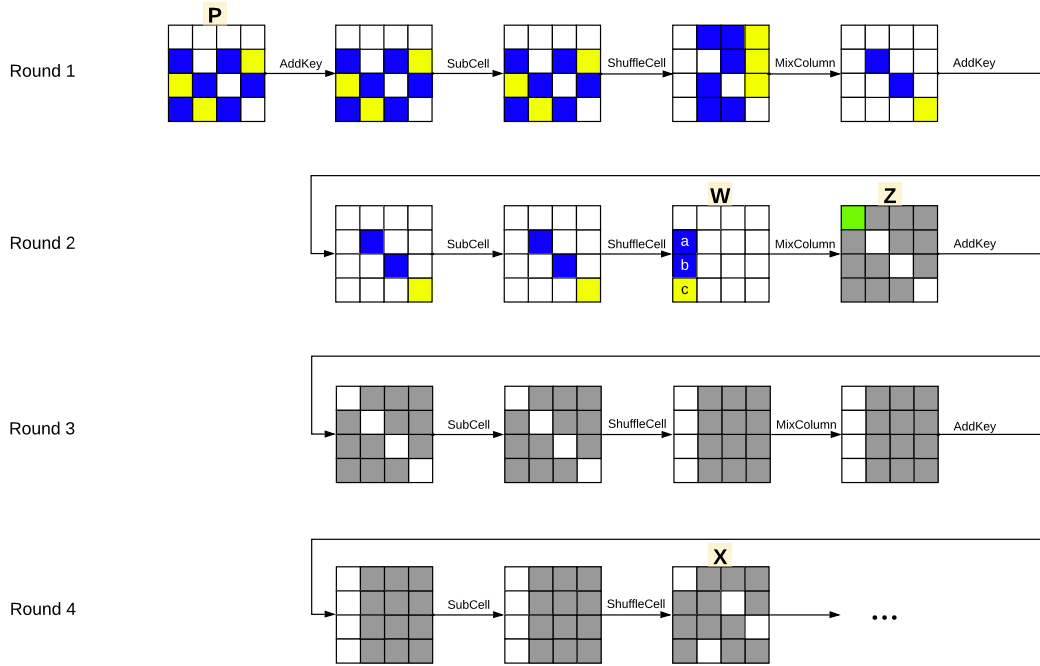 P
Round 1
AddKey
SubCell
ShuffleCell
MixColumn
AddKey
W
Z
Round 2
a
b
c
SubCell
ShuffleCell
MixColumn
AddKey
Round 3
SubCell
ShuffleCell
MixColumn
AddKey
X
Round 4
SubCell
ShuffleCell
...